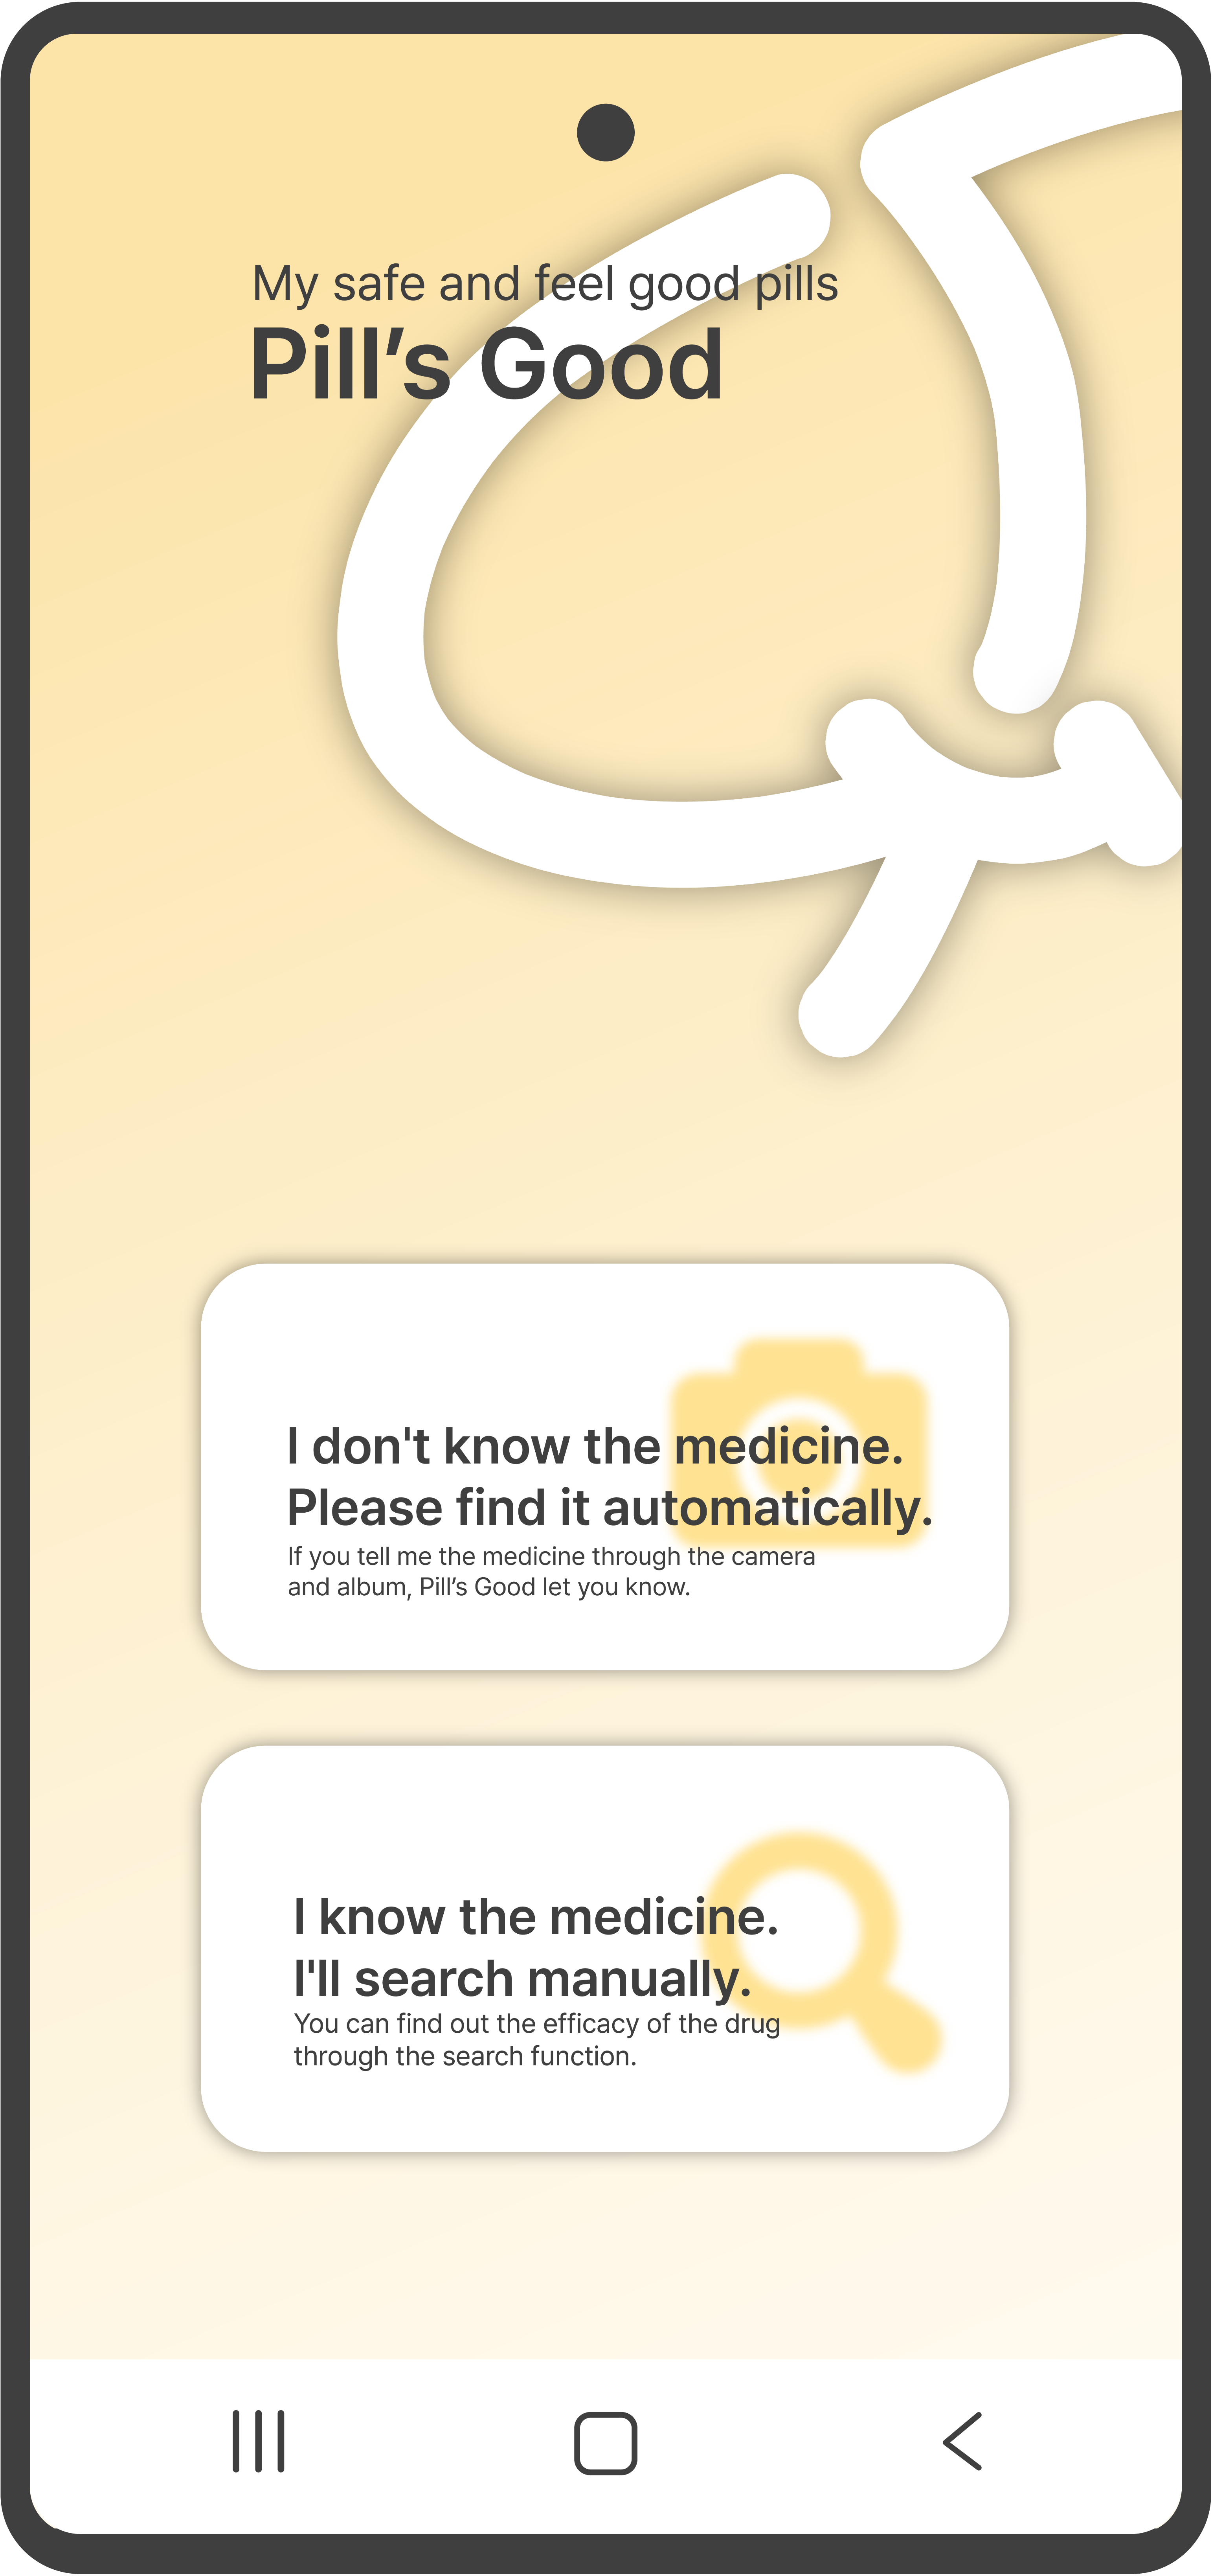 My safe and feel good pills
Pill’s Good
I don't know the medicine.
Please find it automatically.
If you tell me the medicine through the camera
and album, Pill’s Good let you know.
I know the medicine.
I'll search manually.
You can find out the efficacy of the drug
through the search function.